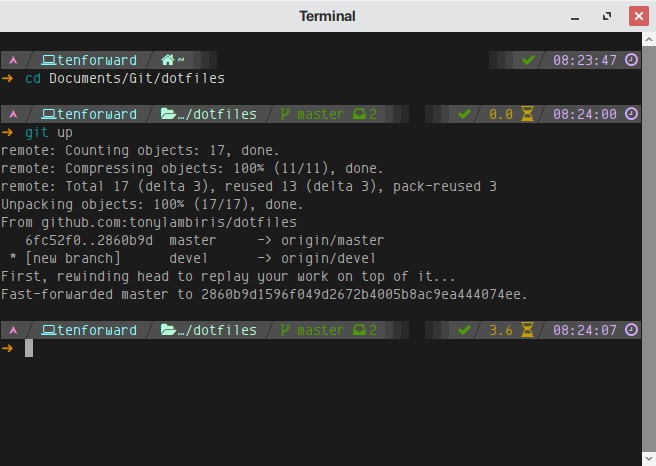 Terminal
tenforward ~ 08:23:47
cd Documents/Git/dotfiles
tenforward …/dotfiles master 2 0.0 08:24:00
git up
remote: Counting objects: 17, done.
remote: Compressing objects: 100% (11/11), done.
remote: Total 17 (delta 3), reused 13 (delta 3), pack-reused 3
Unpacking objects: 100% (17/17), done.
From github.com:tonylambiris/dotfiles
6fc52f0..2860b9d master -> origin/master
* [new branch] devel -> origin/devel
First, rewinding head to replay your work on top of it...
Fast-forwarded master to 2860b9d1596f049d2672b4005b8ac9ea444074ee.
tenforward …/dotfiles master 2 3.6 08:24:07